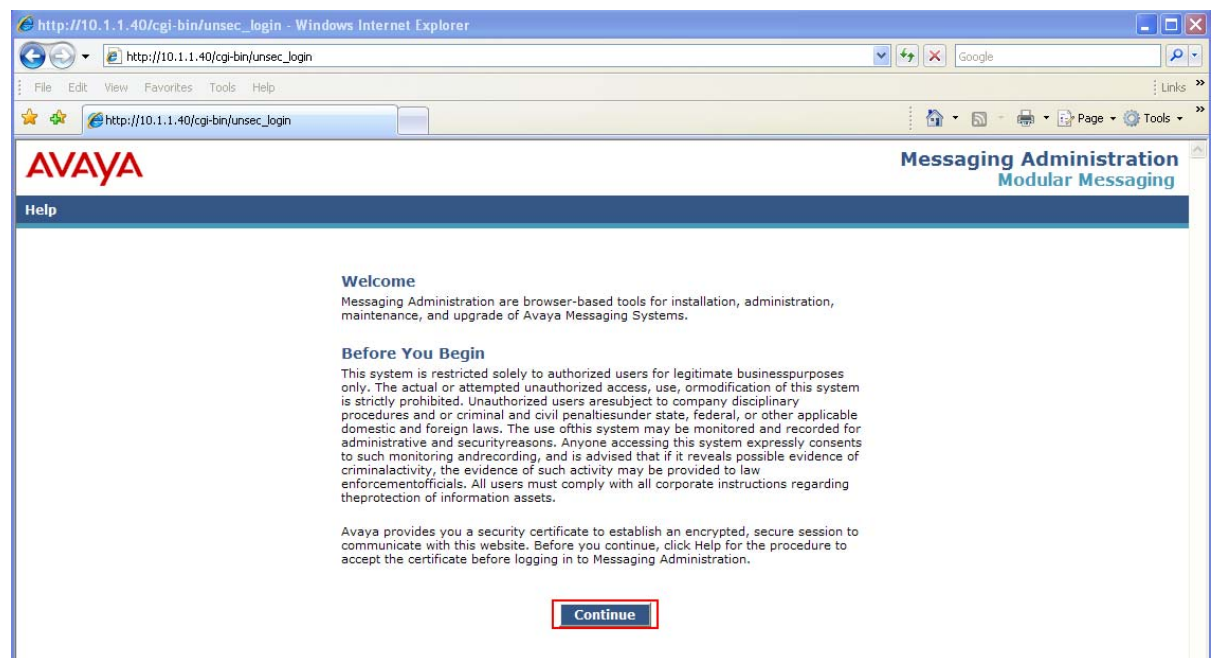 http://10.1.1.40/cgi-bin/unsec_login - Windows Internet Explorer
http://10.1.1.40/cgi-bin/unsec_login
Google
File Edit View Favorites Tools Help
Links »
http://10.1.1.40/cgi-bin/unsec_login
Page Tools »
AVAYA
Messaging Administration
Modular Messaging
Help
Welcome
Messaging Administration are browser-based tools for installation, administration,
maintenance, and upgrade of Avaya Messaging Systems.
Before You Begin
This system is restricted solely to authorized users for legitimate businesspurposes
only. The actual or attempted unauthorized access, use, ormodification of this system
is strictly prohibited. Unauthorized users aresubject to company disciplinary
procedures and or criminal and civil penaltiesunder state, federal, or other applicable
domestic and foreign laws. The use ofthis system may be monitored and recorded for
administrative and securityreasons. Anyone accessing this system expressly consents
to such monitoring andrecording, and is advised that if it reveals possible evidence of
criminalactivity, the evidence of such activity may be provided to law
enforcementofficials. All users must comply with all corporate instructions regarding
theprotection of information assets.
Avaya provides you a security certificate to establish an encrypted, secure session to
communicate with this website. Before you continue, click Help for the procedure to
accept the certificate before logging in to Messaging Administration.
Continue